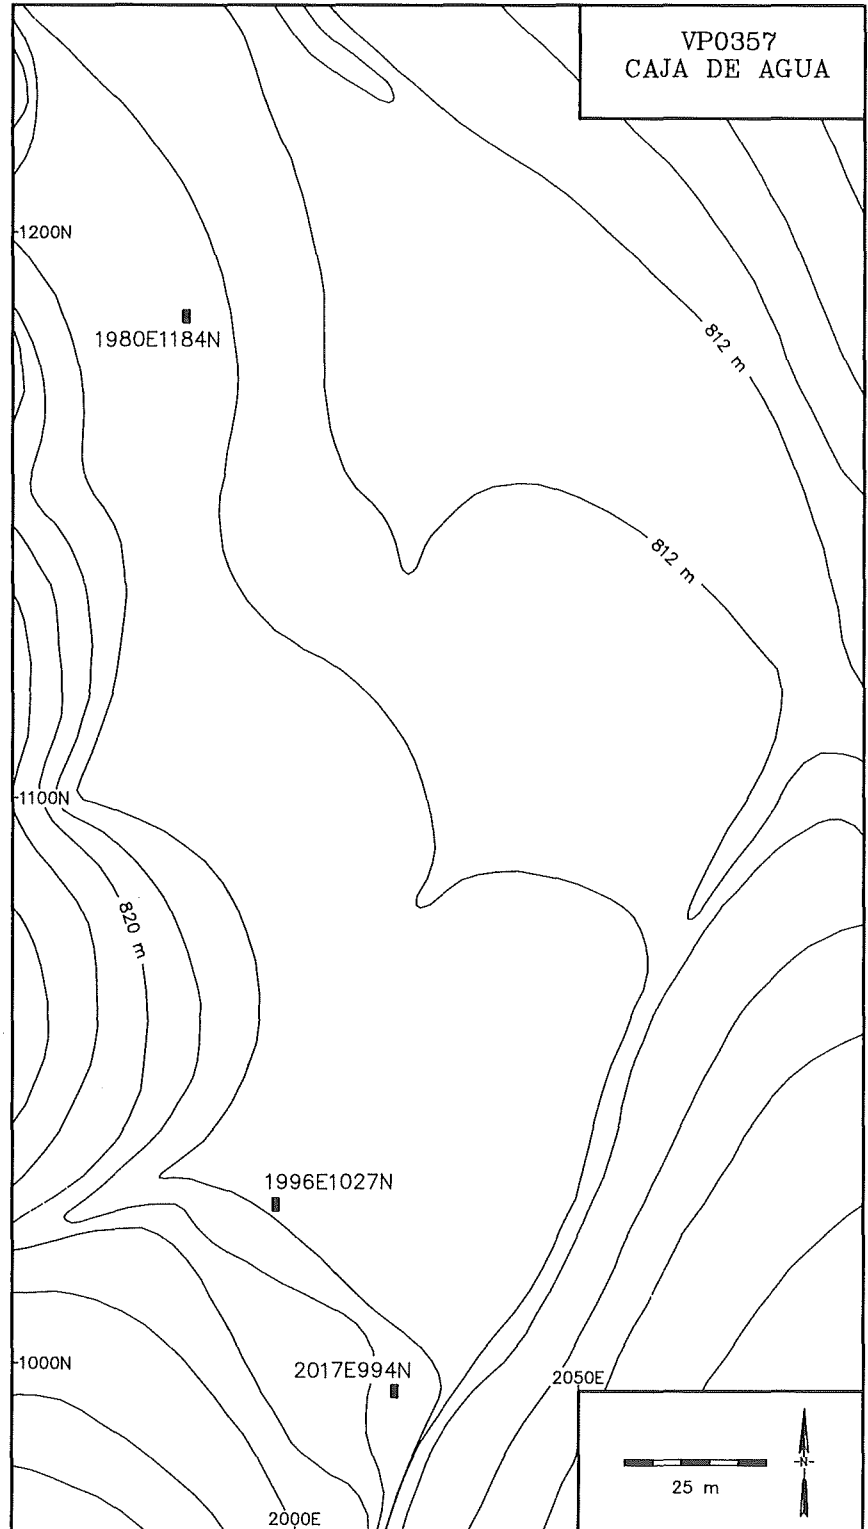 VP0357
CAJA DE AGUA
1200N
1980E1184N
812 m
812 m
1100N
820 m
1996E1027N
1000N
2017E994N
2050E
N
25 m
2000E